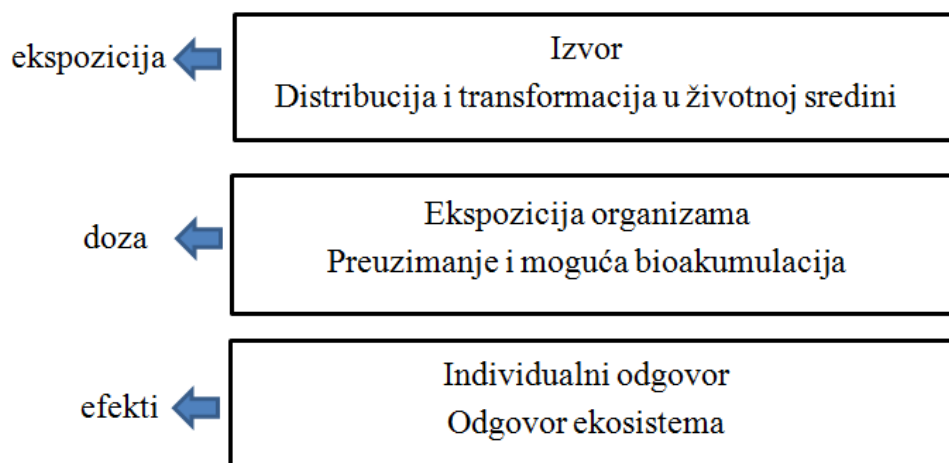 Izvor
ekspozicija
Distribucija i transformacija u životnoj sredini
Ekspozicija organizama
doza
Preuzimanje i moguća bioakumulacija
Individualni odgovor
efekti
Odgovor ekosistema